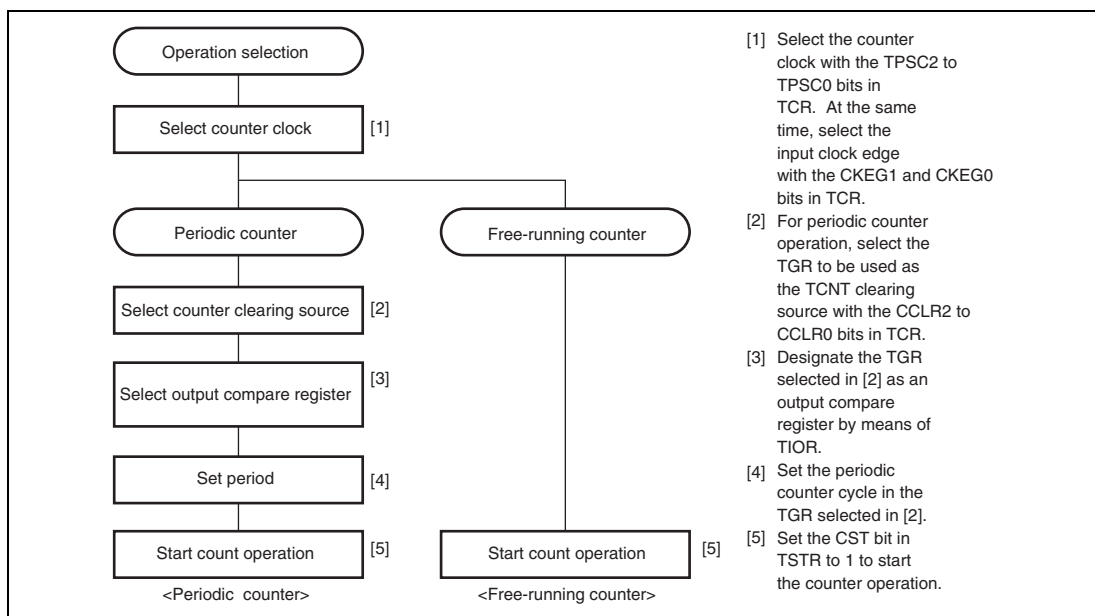 Operation selection
Select counter clock
[1]
Periodic counter
Free-running counter
Select counter clearing source
[2]
Select output compare register
[3]
Set period
[4]
Start count operation
[5]
<Periodic counter>
Start count operation
[5]
<Free-running counter>
[1] Select the counter
clock with the TPSC2 to
TPSC0 bits in
TCR. At the same
time, select the
input clock edge
with the CKEG1 and CKEG0
bits in TCR.
[2] For periodic counter
operation, select the
TGR to be used as
the TCNT clearing
source with the CCLR2 to
CCLR0 bits in TCR.
[3] Designate the TGR
selected in [2] as an
output compare
register by means of
TIOR.
[4] Set the periodic
counter cycle in the
TGR selected in [2].
[5] Set the CST bit in
TSTR to 1 to start
the counter operation.